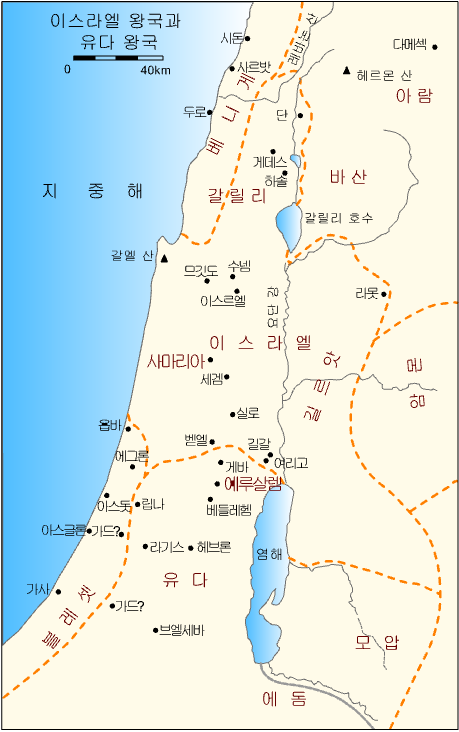 이스라엘 왕국과
유다 왕국
0 40km
시돈
레바논 산
다메섹
사르밧
헤르몬 산
아람
두로
베니게
단
게데스
하솔
바산
지중해
갈릴리
갈릴리 호수
갈엘 산
므깃도
수넴
이스르엘
요단 강
라못
이스라엘
사마리아
길르앗
암몬
세겜
실로
욥바
벧엘
길갈
에그론
게바
여리고
예루살렘
아스돗
립나
베들레헴
아스글론
가드?
라기스
헤브론
염해
가사
유다
가드?
블레셋
브엘세바
모압
에동